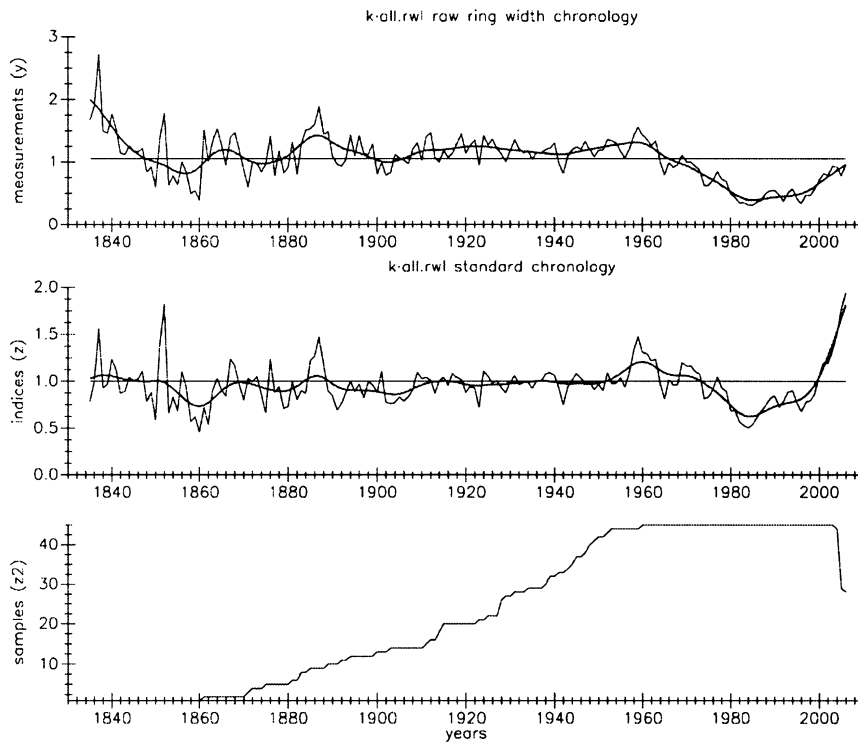 k-all.rwl raw ring width chronology
measurements (y)
3
2
1
0
1840 1860 1880 1900 1920 1940 1960 1980 2000
k-all.rwl standard chronology
indices (z)
2.0
1.5
1.0
0.5
0.0
1840 1860 1880 1900 1920 1940 1960 1980 2000
samples (z2)
40
30
20
10
1840 1860 1880 1900 1920 1940 1960 1980 2000
years